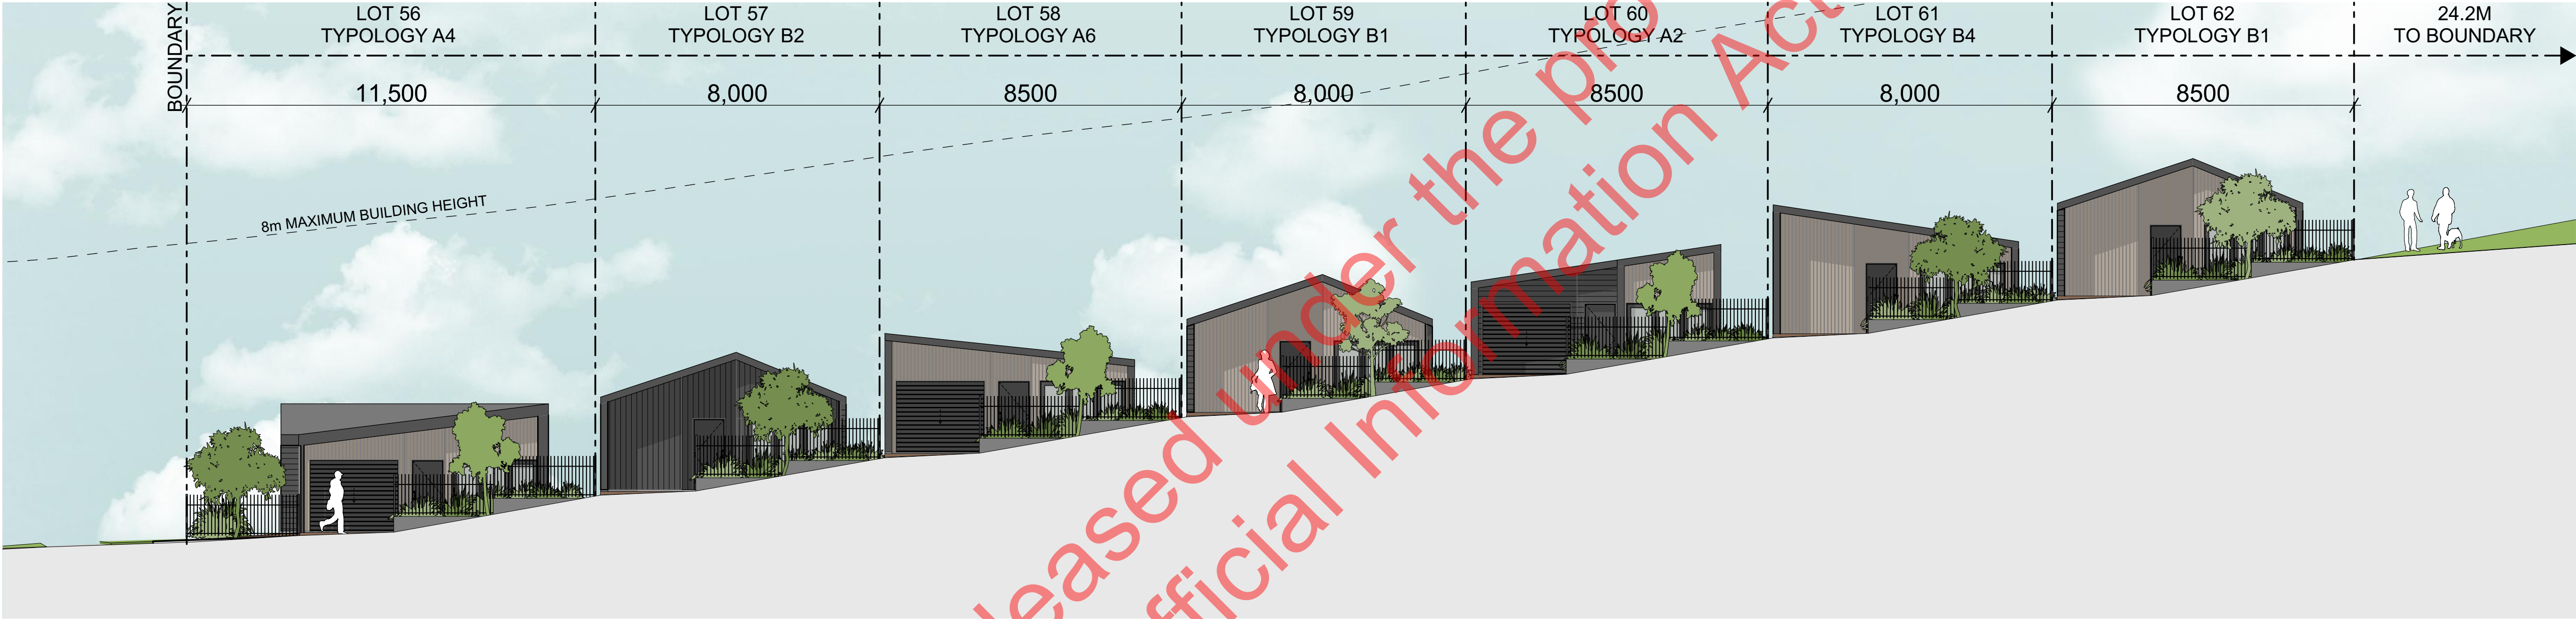 BOUNDARY
LOT 56
TYPOLOGY A4
LOT 57
TYPOLOGY B2
LOT 58
TYPOLOGY A6
LOT 59
TYPOLOGY B1
LOT 60
TYPOLOGY A2
LOT 61
TYPOLOGY B4
LOT 62
TYPOLOGY B1
24.2M
TO BOUNDARY
11,500
8,000
8500
8,000
8500
8,000
8500
8m MAXIMUM BUILDING HEIGHT
leased under the pro
fficial Information Act